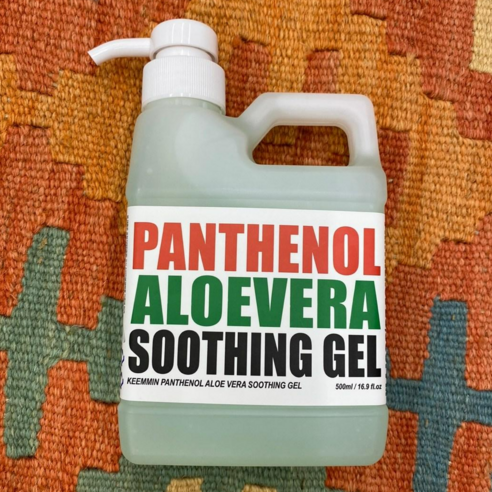 PANTHENOL
ALOEVERA
SOOTHING GEL
KEEMMIN PANTHENOL ALOE VERA SOOTHING GEL 500ml / 16.9 fl.oz